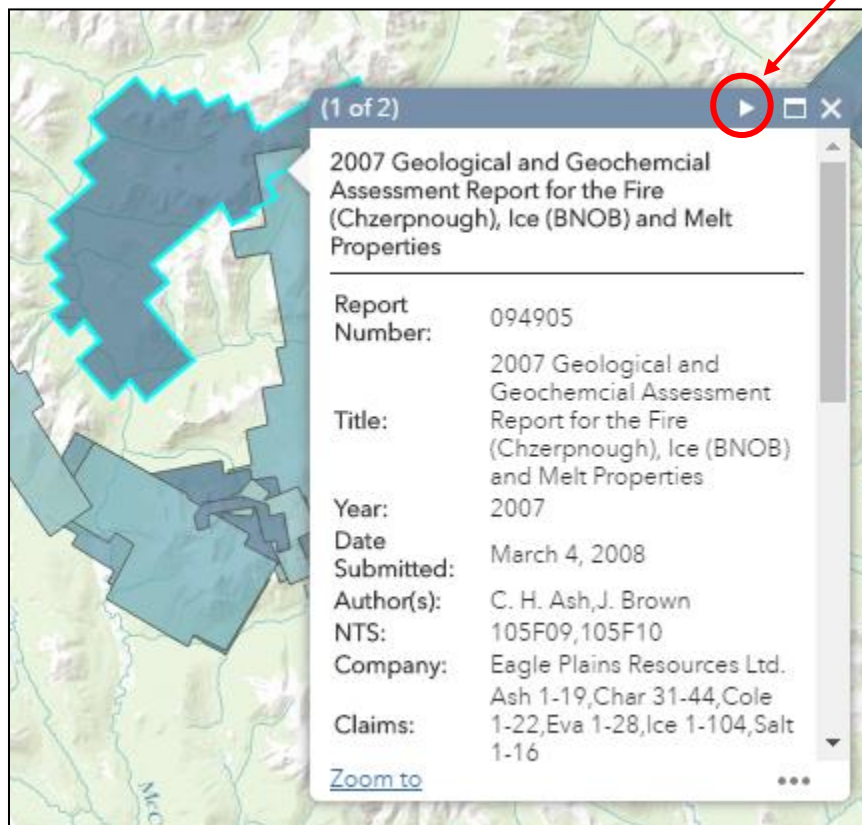 (1 of 2)
2007 Geological and Geochemcial
Assessment Report for the Fire
(Chzerpnough), Ice (BNOB) and Melt
Properties
Report
Number:
094905
Title:
2007 Geological and
Geochemcial Assessment
Report for the Fire
(Chzerpnough), Ice (BNOB)
and Melt Properties
Year:
2007
Date
Submitted:
March 4, 2008
Author(s):
C. H. Ash,J. Brown
NTS:
105F09,105F10
Company:
Eagle Plains Resources Ltd.
Claims:
Ash 1-19,Char 31-44,Cole
1-22,Eva 1-28,Ice 1-104,Salt
1-16
Zoom to